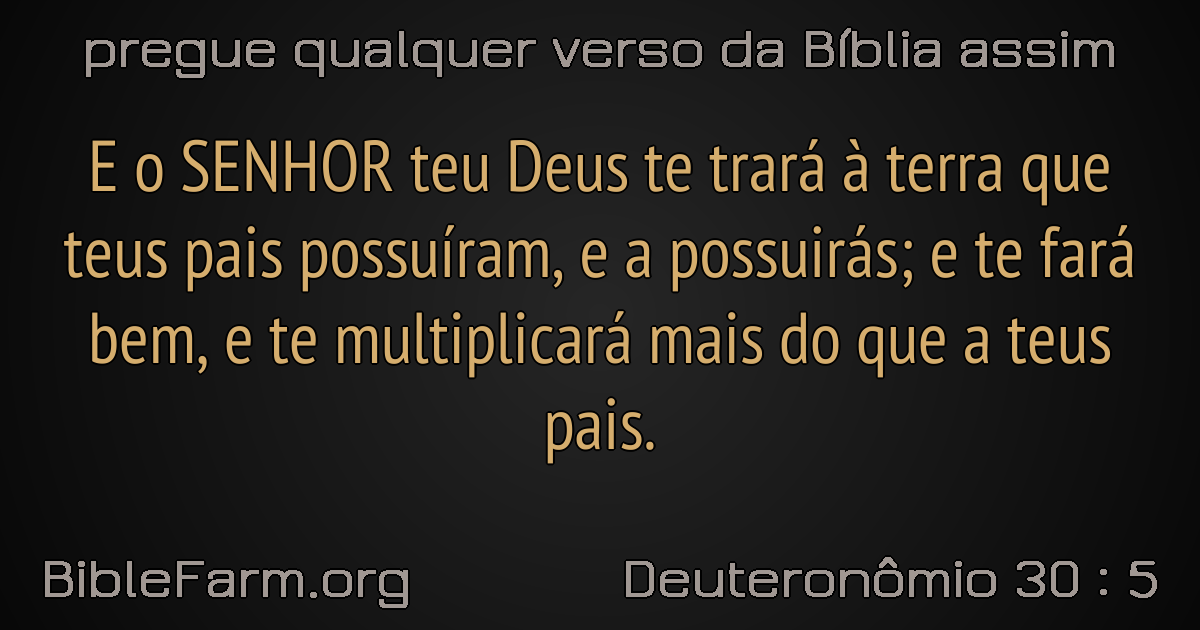 pregue qualquer verso da Bíblia assim
E o SENHOR teu Deus te trará à terra que
teus pais possuíram, e a possuirás; e te fará
bem, e te multiplicará mais do que a teus
pais.
BibleFarm.org
Deuteronômio 30 : 5